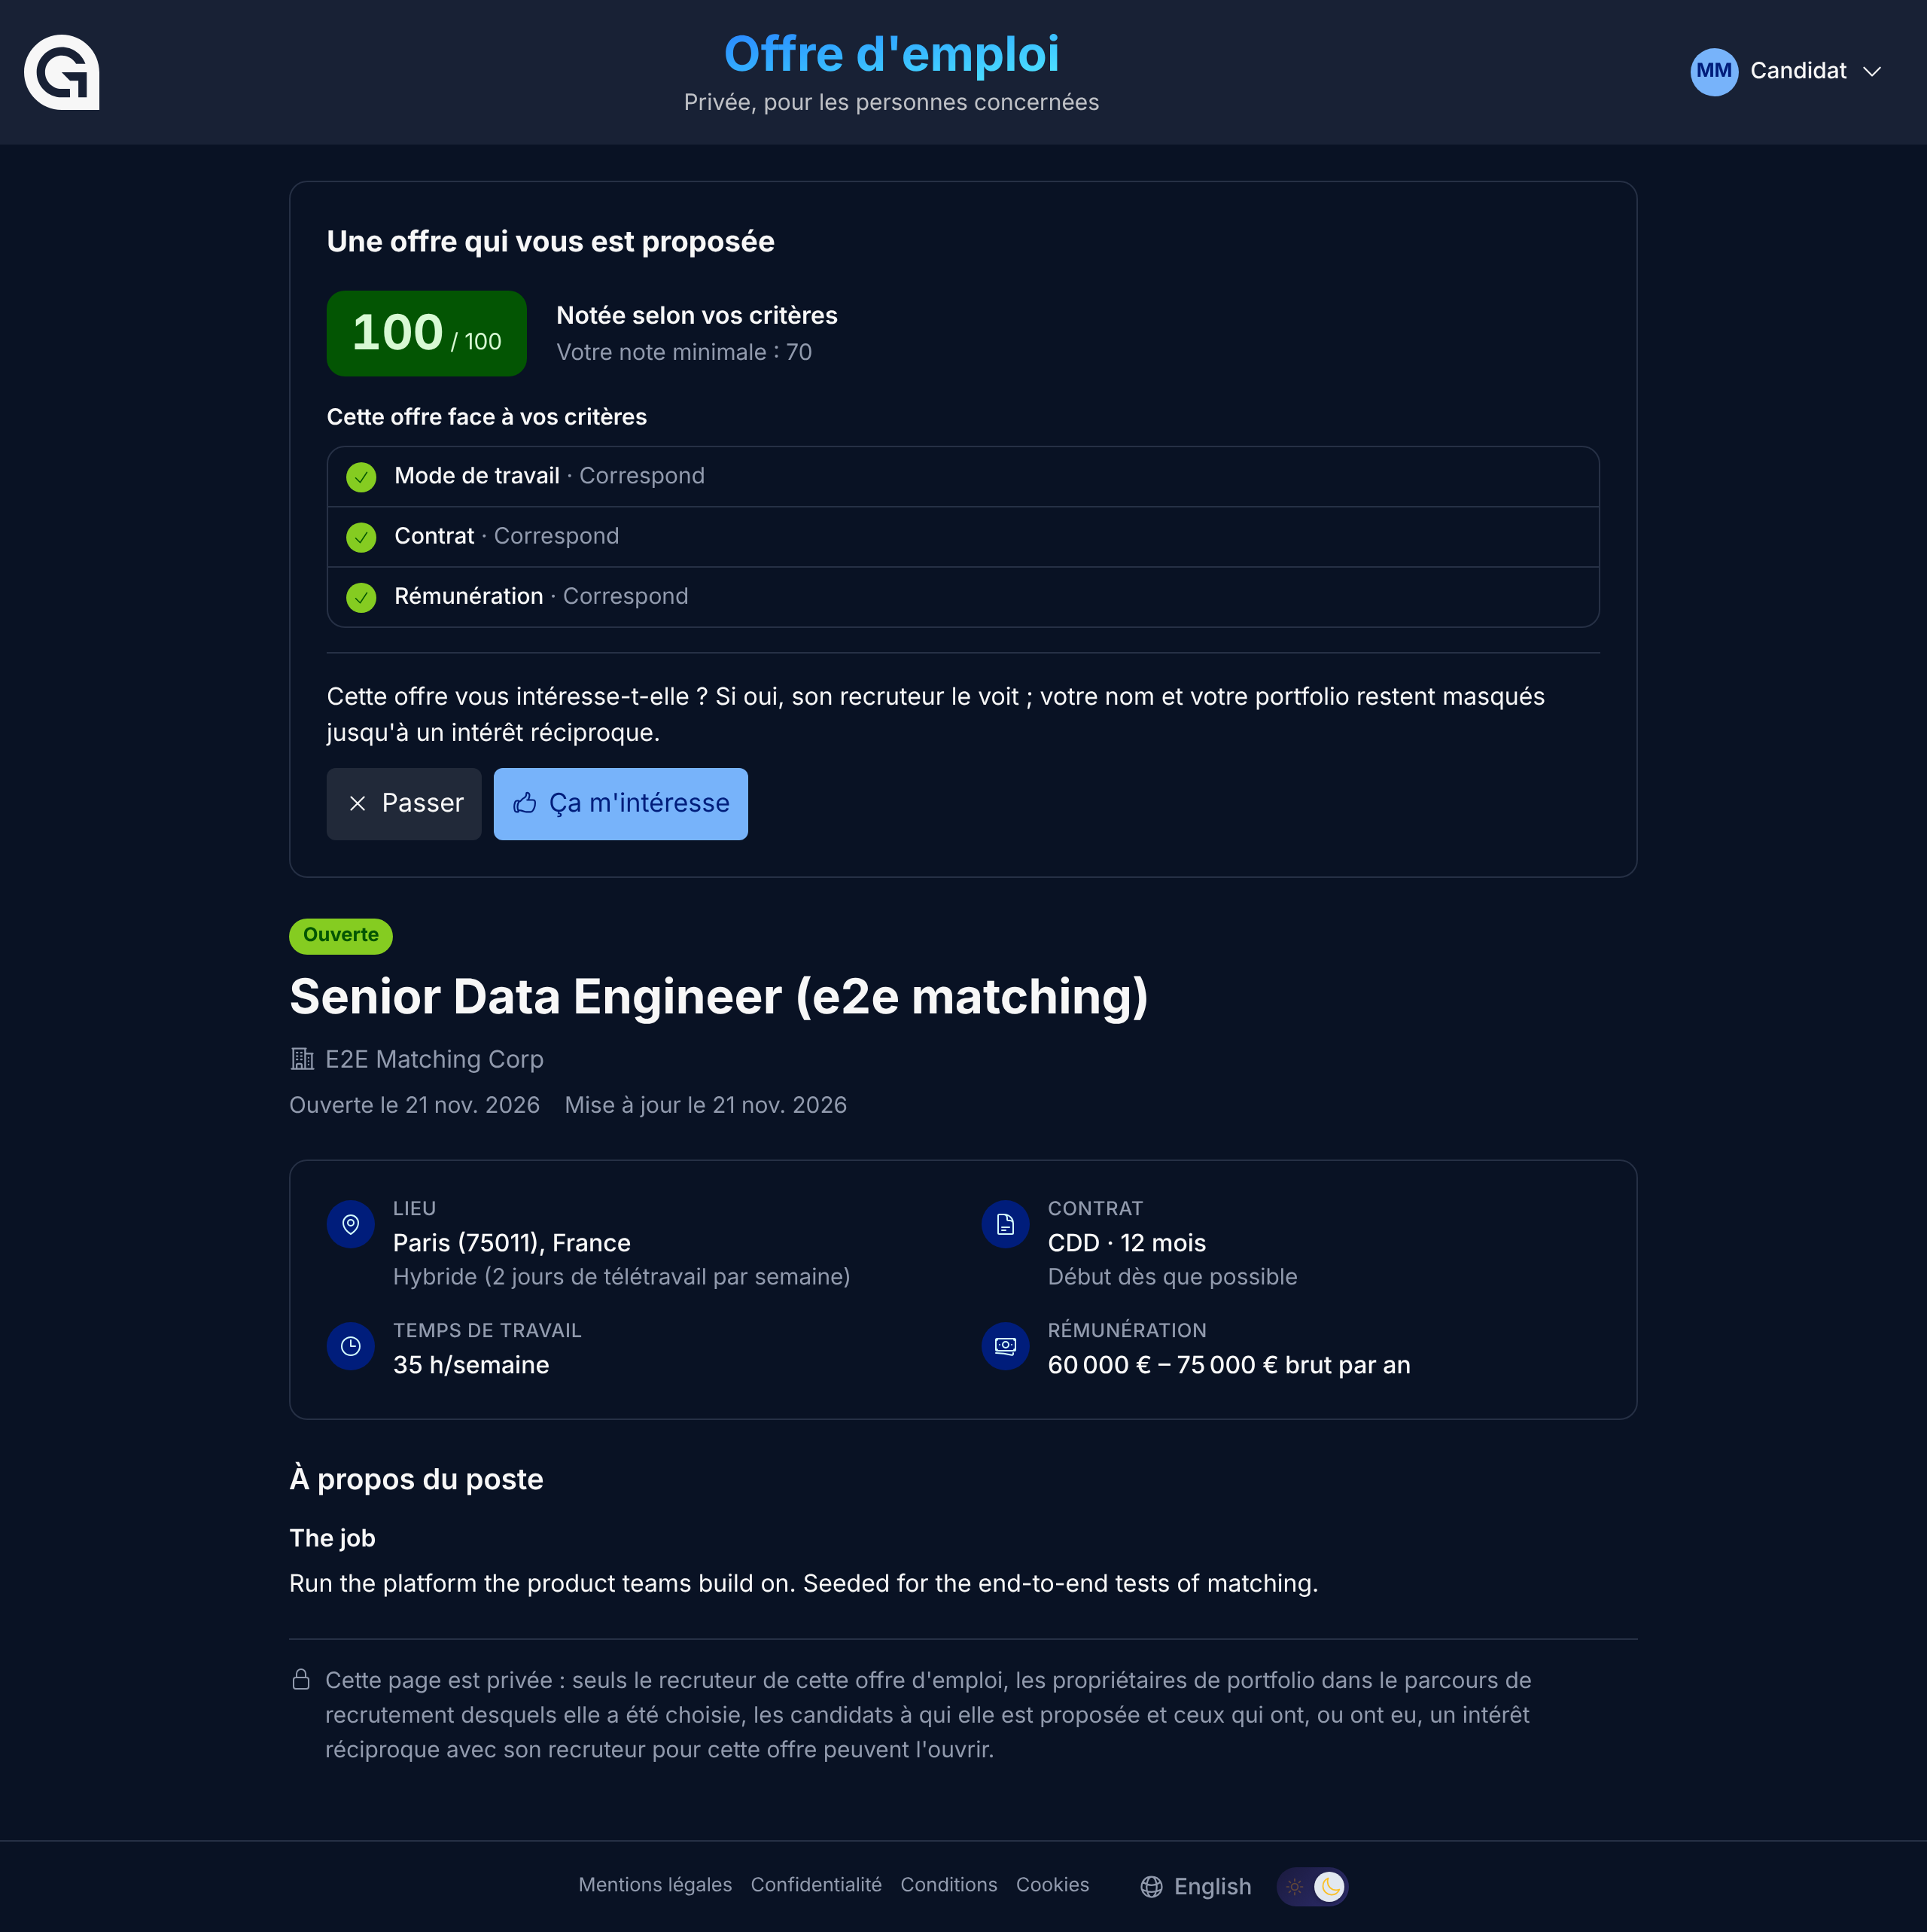 Offre d'emploi
Privée, pour les personnes concernées
MM Candidat
Une offre qui vous est proposée
100 / 100
Notée selon vos critères
Votre note minimale : 70
Cette offre face à vos critères
Mode de travail · Correspond
Contrat · Correspond
Rémunération · Correspond
Cette offre vous intéresse-t-elle ? Si oui, son recruteur le voit ; votre nom et votre portfolio restent masqués
jusqu'à un intérêt réciproque.
Passer
Ça m'intéresse
Ouverte
Senior Data Engineer (e2e matching)
E2E Matching Corp
Ouverte le 21 nov. 2026 Mise à jour le 21 nov. 2026
LIEU
Paris (75011), France
Hybride (2 jours de télétravail par semaine)
CONTRAT
CDD · 12 mois
Début dès que possible
TEMPS DE TRAVAIL
35 h/semaine
RÉMUNÉRATION
60 000 € – 75 000 € brut par an
À propos du poste
The job
Run the platform the product teams build on. Seeded for the end-to-end tests of matching.
Cette page est privée : seuls le recruteur de cette offre d'emploi, les propriétaires de portfolio dans le parcours de
recrutement desquels elle a été choisie, les candidats à qui elle est proposée et ceux qui ont, ou ont eu, un intérêt
réciproque avec son recruteur pour cette offre peuvent l'ouvrir.
Mentions légales Confidentialité Conditions Cookies English